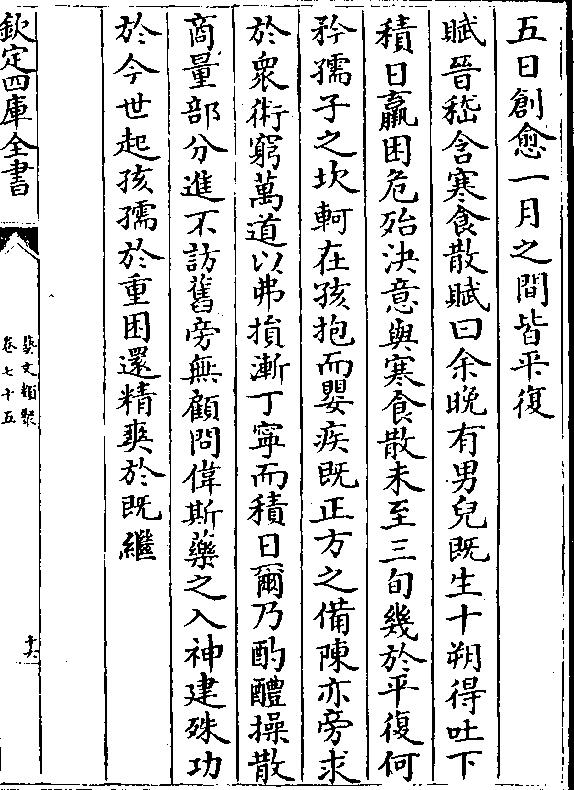 五日創愈一月之間皆平復
賦晉嵇含寒食散賦曰余晚有男兒既生十朔得吐下
積日羸困危殆決意與寒食散未至三旬幾於平復何
矜孺子之坎軻在孩抱而嬰疾既正方之備陳亦旁求
於衆術窮萬道以弗損漸丁寧而積日爾乃酌醴操散
商量部分進不訪舊旁無顧問偉斯藥之入神建殊功
於今世起孩孺於重困還精爽於既繼
欽定四庫全書
藝文類聚
卷七十五
十六